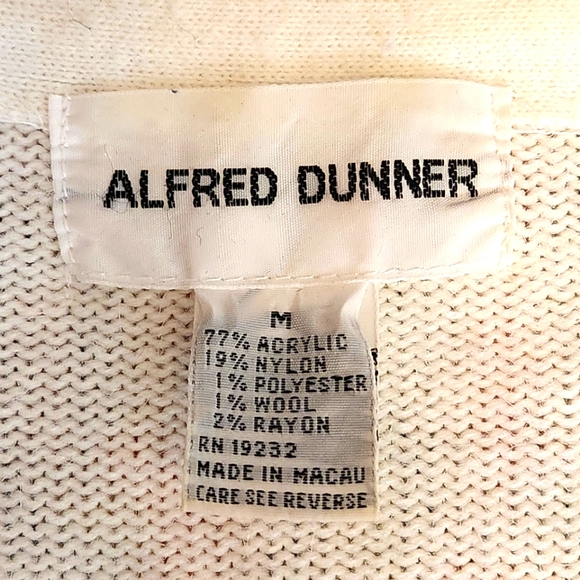 ALFRED DUNNER
M
77% ACRYLIC
19% NYLON
1% POLYESTER
1% WOOL
2% RAYON
RN 19232
MADE IN MACAU
CARE SEE REVERSE